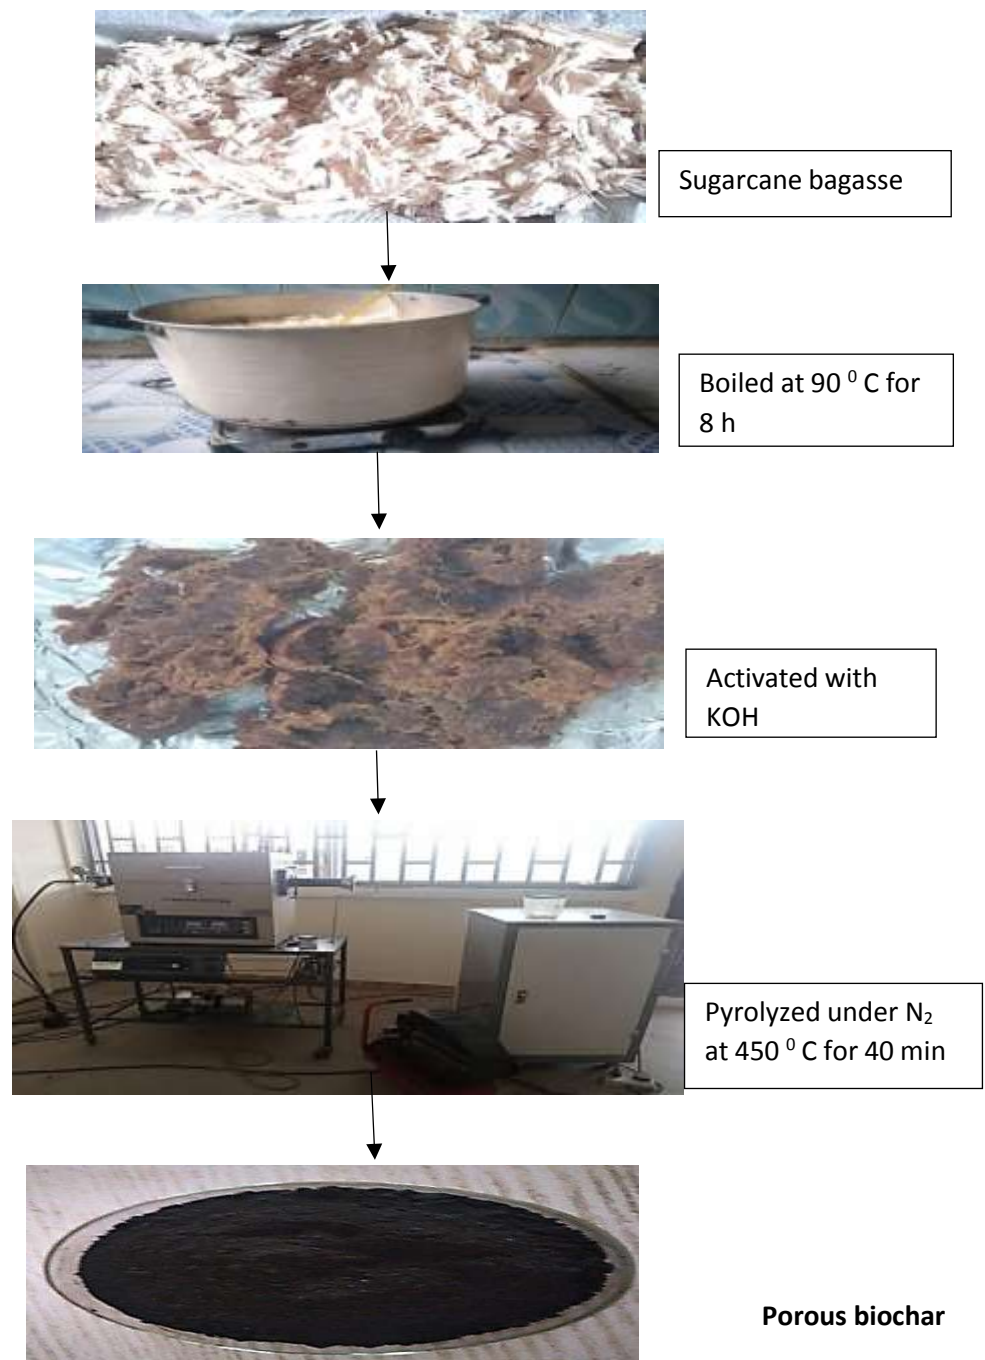 Sugarcane bagasse
Boiled at 90 ⁰ C for
8 h
Activated with
KOH
Pyrolyzed under N₂
at 450 ⁰ C for 40 min
Porous biochar